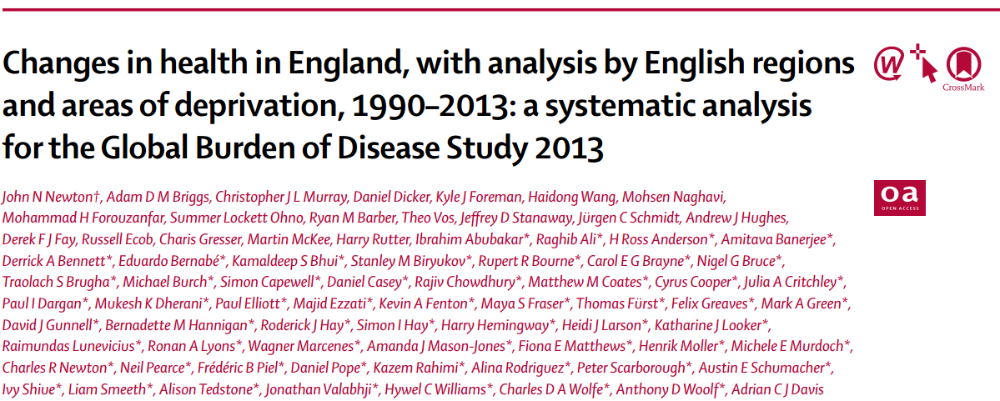 Changes in health in England, with analysis by English regions
and areas of deprivation, 1990–2013: a systematic analysis
for the Global Burden of Disease Study 2013
W
CrossMark
oa
OPEN ACCESS
John N Newton†, Adam D M Briggs, Christopher J L Murray, Daniel Dicker, Kyle J Foreman, Haidong Wang, Mohsen Naghavi,
Mohammad H Forouzanfar, Summer Lockett Ohno, Ryan M Barber, Theo Vos, Jeffrey D Stanaway, Jürgen C Schmidt, Andrew J Hughes,
Derek F J Fay, Russell Ecob, Charis Gresser, Martin McKee, Harry Rutter, Ibrahim Abubakar*, Raghib Ali*, H Ross Anderson*, Amitava Banerjee*,
Derrick A Bennett*, Eduardo Bernabé*, Kamaldeep S Bhui*, Stanley M Biryukov*, Rupert R Bourne*, Carol E G Brayne*, Nigel G Bruce*,
Traolach S Brugha*, Michael Burch*, Simon Capewell*, Daniel Casey*, Rajiv Chowdhury*, Matthew M Coates*, Cyrus Cooper*, Julia A Critchley*,
Paul I Dargan*, Mukesh K Dherani*, Paul Elliott*, Majid Ezzati*, Kevin A Fenton*, Maya S Fraser*, Thomas Fürst*, Felix Greaves*, Mark A Green*,
David J Gunnell*, Bernadette M Hannigan*, Roderick J Hay*, Simon I Hay*, Harry Hemingway*, Heidi J Larson*, Katharine J Looker*,
Raimundas Lunevicius*, Ronan A Lyons*, Wagner Marcenes*, Amanda J Mason-Jones*, Fiona E Matthews*, Henrik Moller*, Michele E Murdoch*,
Charles R Newton*, Neil Pearce*, Frédéric B Piel*, Daniel Pope*, Kazem Rahimi*, Alina Rodriguez*, Peter Scarborough*, Austin E Schumacher*,
Ivy Shiue*, Liam Smeeth*, Alison Tedstone*, Jonathan Valabhji*, Hywel C Williams*, Charles D A Wolfe*, Anthony D Woolf*, Adrian C J Davis